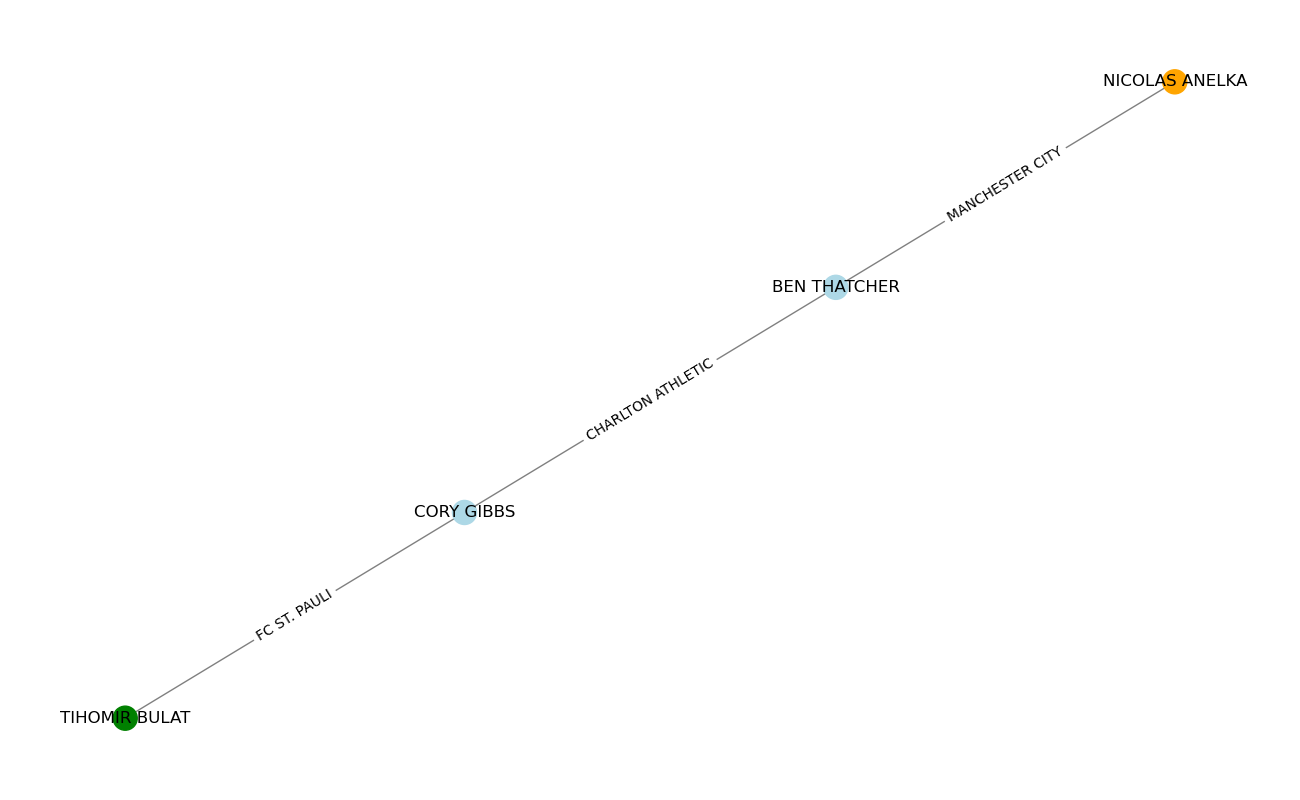 NICOLAS ANELKA
MANCHESTER CITY
BEN THATCHER
CHARLTON ATHLETIC
CORY GIBBS
FC ST. PAULI
TIHOMIR BULAT